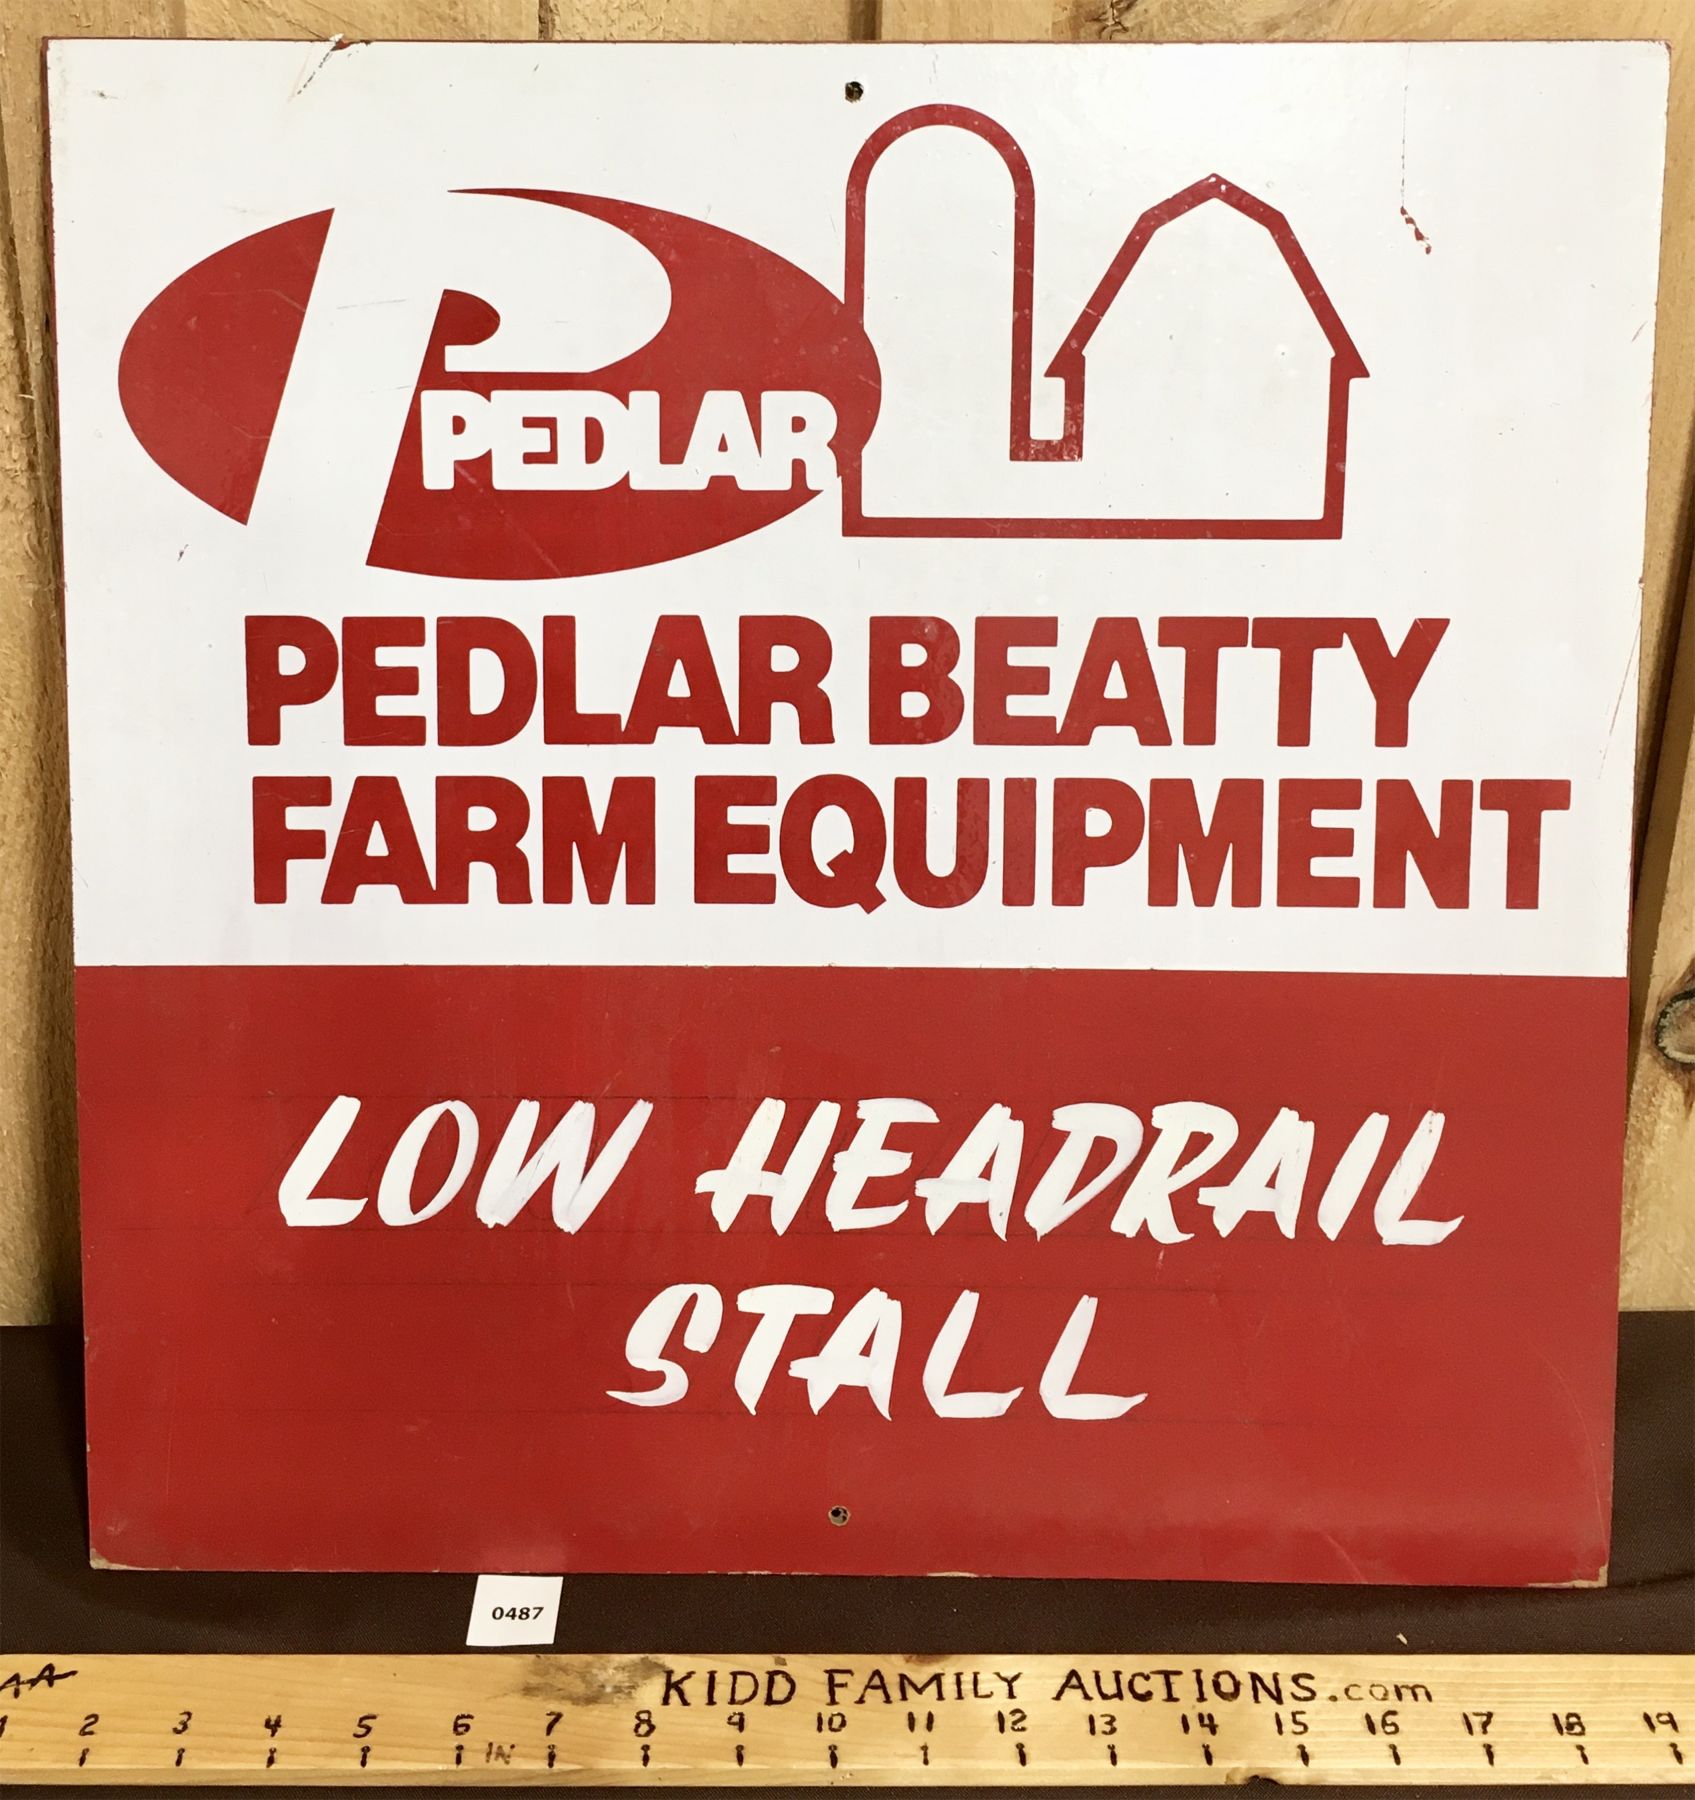 P
PEDLAR
PEDLAR BEATTY
FARM EQUIPMENT
LOW HEADRAIL
STALL
0487
KIDD FAMILY AUCTIONS.com
1 2 3 4 5 6 7 8 9 10 11 12 13 14 15 16 17 18 19
IN